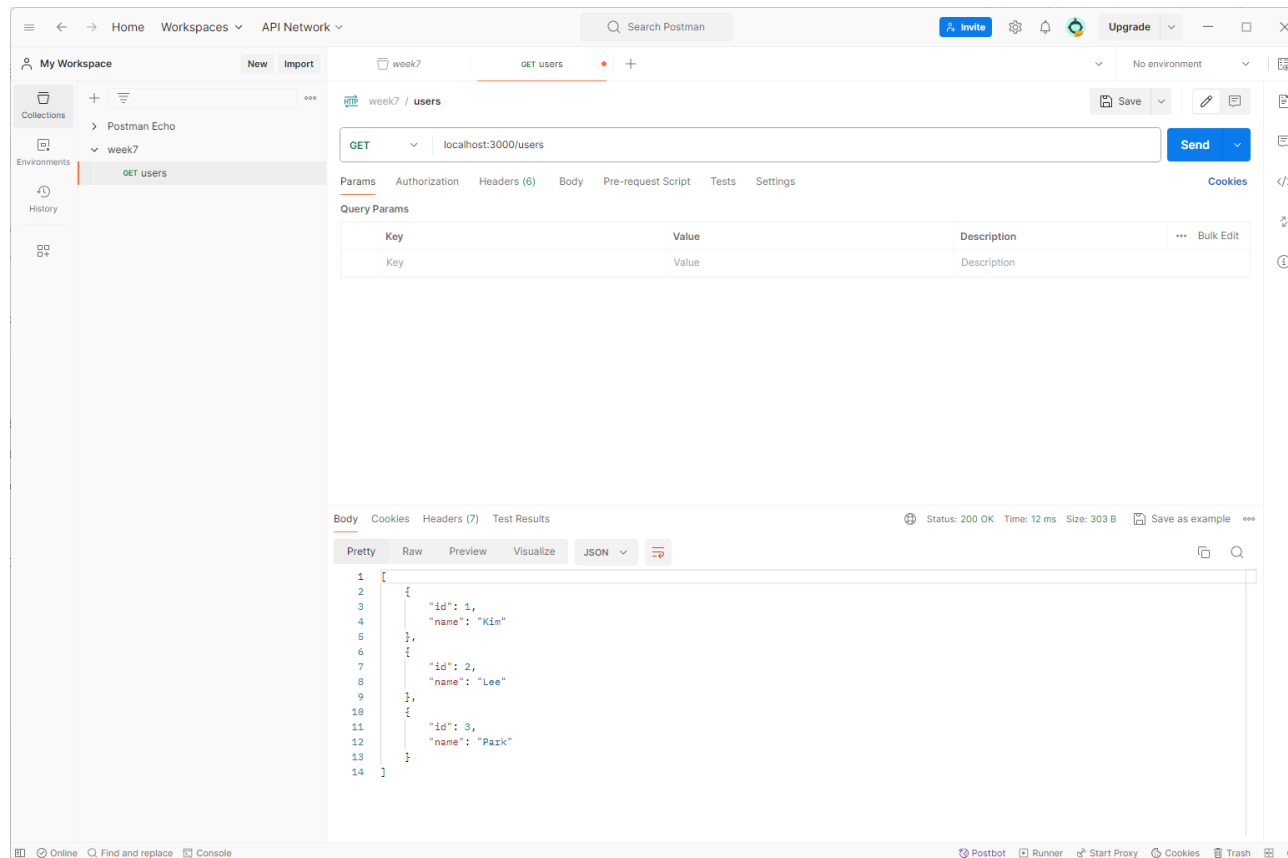 Home Workspaces API Network Search Postman Invite Upgrade
My Workspace New Import week7 GET users No environment
Collections
Environments
History
Postman Echo
week7
GET users
HTTP week7 / users Save
GET localhost:3000/users Send
Params Authorization Headers (6) Body Pre-request Script Tests Settings Cookies
Query Params
Key Value Description Bulk Edit
Key Value Description
Body Cookies Headers (7) Test Results Status: 200 OK Time: 12 ms Size: 303 B Save as example
Pretty Raw Preview Visualize JSON
1 [
2 {
3 "id": 1,
4 "name": "Kim"
5 },
6 {
7 "id": 2,
8 "name": "Lee"
9 },
10 {
11 "id": 3,
12 "name": "Park"
13 }
14 ]
Online Find and replace Console Postbot Runner Start Proxy Cookies Trash